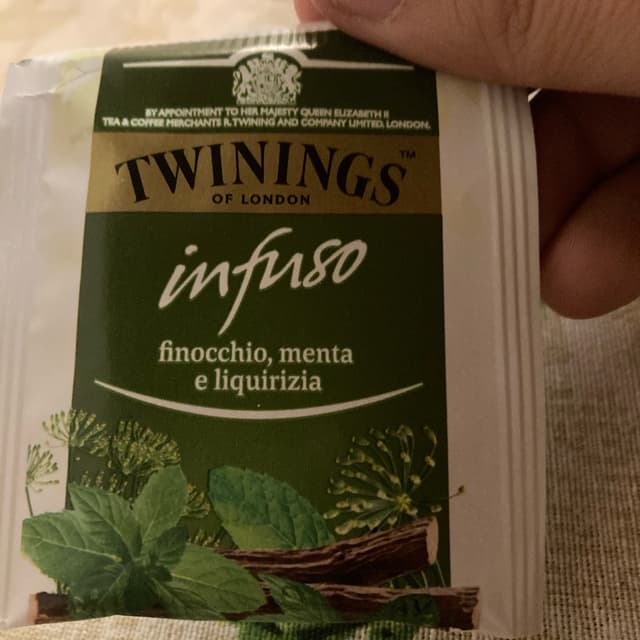 BY APPOINTMENT TO HER MAJESTY QUEEN ELIZABETH II
TEA & COFFEE MERCHANTS R. TWINING AND COMPANY LIMITED, LONDON.
TWININGS™
OF LONDON
infuso
finocchio, menta
e liquirizia